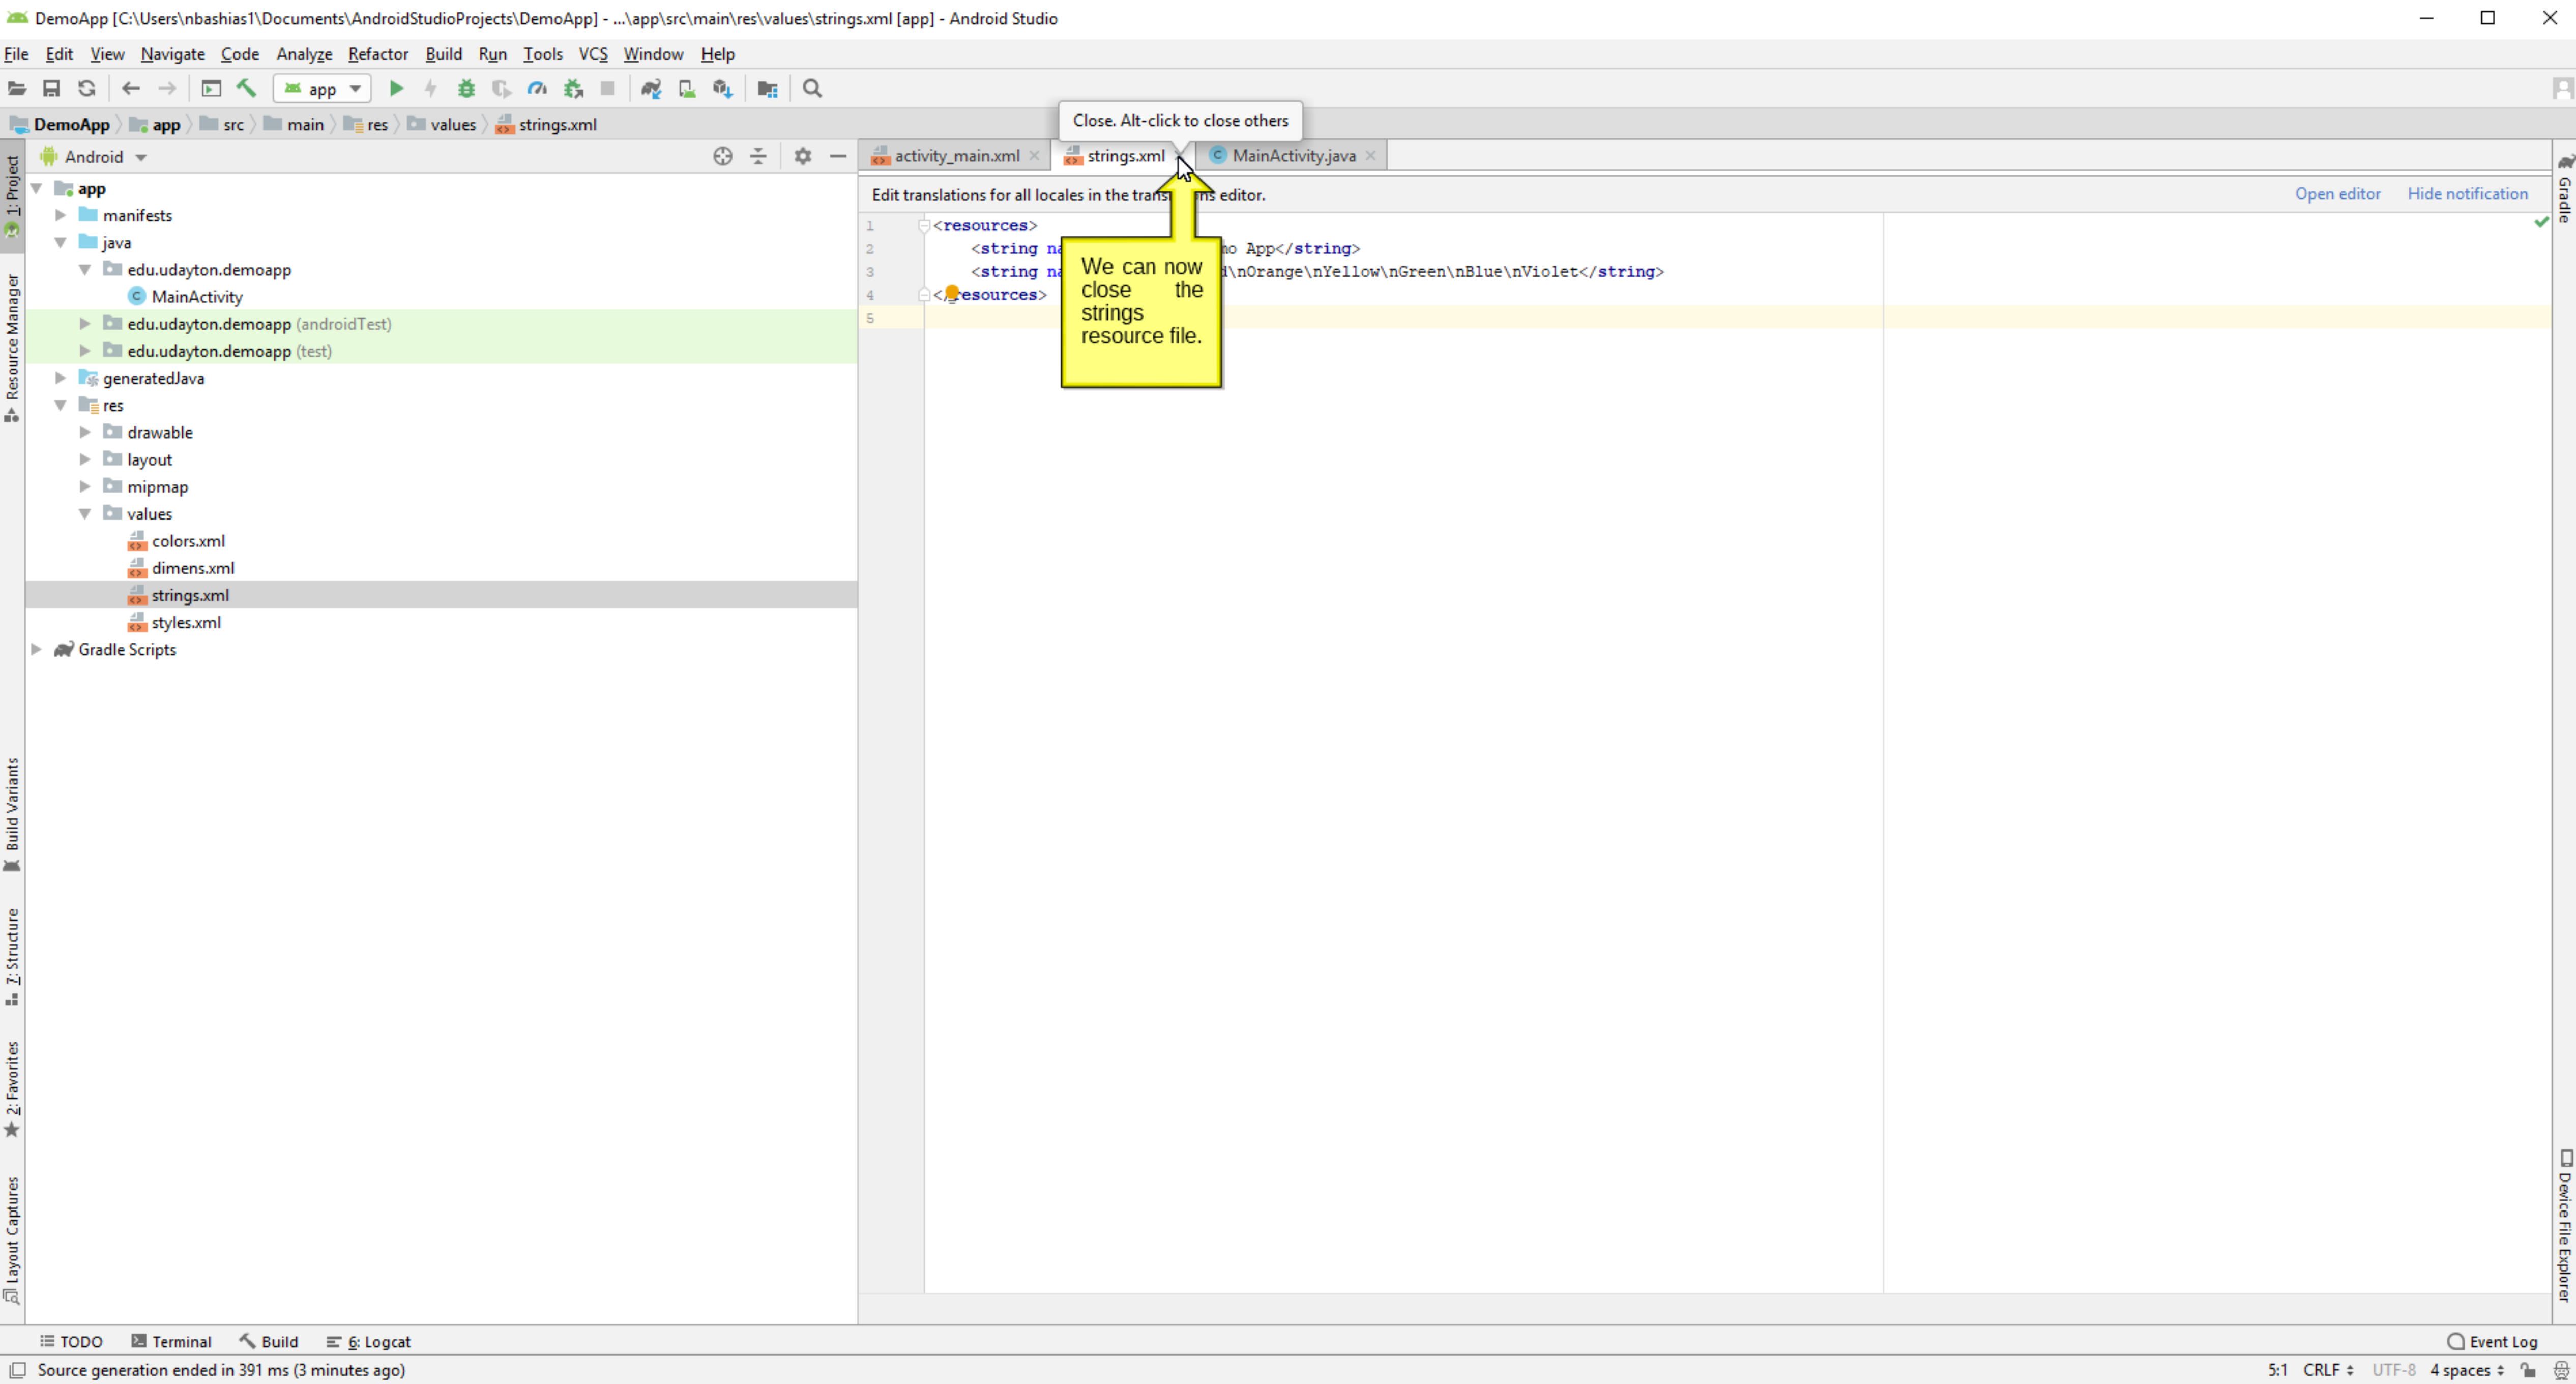 DemoApp [C:\Users\nbashias1\Documents\AndroidStudioProjects\DemoApp] - ...\app\src\main\res\values\strings.xml [app] - Android Studio
File Edit View Navigate Code Analyze Refactor Build Run Tools VCS Window Help
app
Close. Alt-click to close others
DemoApp app src main res values strings.xml
Android
activity_main.xml strings.xml MainActivity.java
Edit translations for all locales in the trans ns editor. Open editor Hide notification
1: Project
Resource Manager
Build Variants
7: Structure
2: Favorites
Layout Captures
app
manifests
java
edu.udayton.demoapp
MainActivity
edu.udayton.demoapp (androidTest)
edu.udayton.demoapp (test)
generatedJava
res
drawable
layout
mipmap
values
colors.xml
dimens.xml
strings.xml
styles.xml
Gradle Scripts
1 <resources>
2 <string na mo App</string>
3 <string na d\nOrange\nYellow\nGreen\nBlue\nViolet</string>
4 </resources>
5
We can now
close the
strings
resource file.
Gradle
Device File Explorer
TODO Terminal Build 6: Logcat Event Log
Source generation ended in 391 ms (3 minutes ago) 5:1 CRLF UTF-8 4 spaces